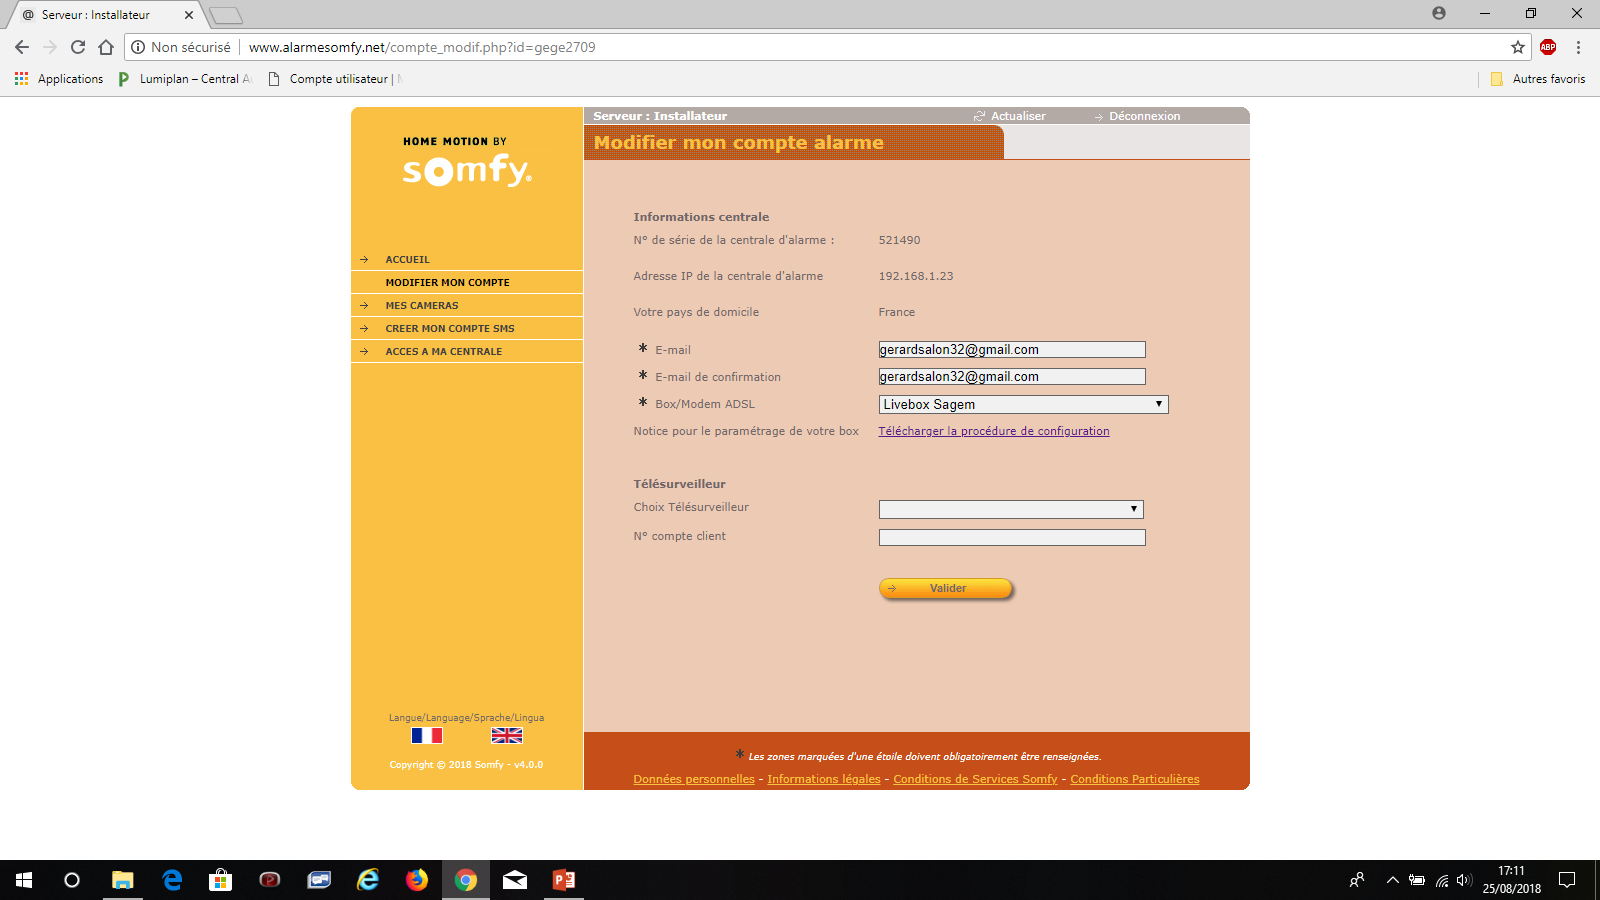 Serveur : Installateur
Non sécurisé
www.alarmesomfy.net/compte_modif.php?id=gege2709
ABP
Applications
Lumiplan – Central
Compte utilisateur |
Autres favoris
HOME MOTION BY
somfy.
Serveur : Installateur
Actualiser
Déconnexion
Modifier mon compte alarme
ACCUEIL
MODIFIER MON COMPTE
MES CAMERAS
CREER MON COMPTE SMS
ACCES A MA CENTRALE
Informations centrale
N° de série de la centrale d'alarme : 521490
Adresse IP de la centrale d'alarme 192.168.1.23
Votre pays de domicile France
* E-mail gerardsalon32@gmail.com
* E-mail de confirmation gerardsalon32@gmail.com
* Box/Modem ADSL Livebox Sagem
Notice pour le paramétrage de votre box Télécharger la procédure de configuration
Télésurveilleur
Choix Télésurveilleur
N° compte client
Valider
Langue/Language/Sprache/Lingua
Copyright © 2018 Somfy - v4.0.0
* Les zones marquées d'une étoile doivent obligatoirement être renseignées.
Données personnelles - Informations légales - Conditions de Services Somfy - Conditions Particulières
17:11
25/08/2018